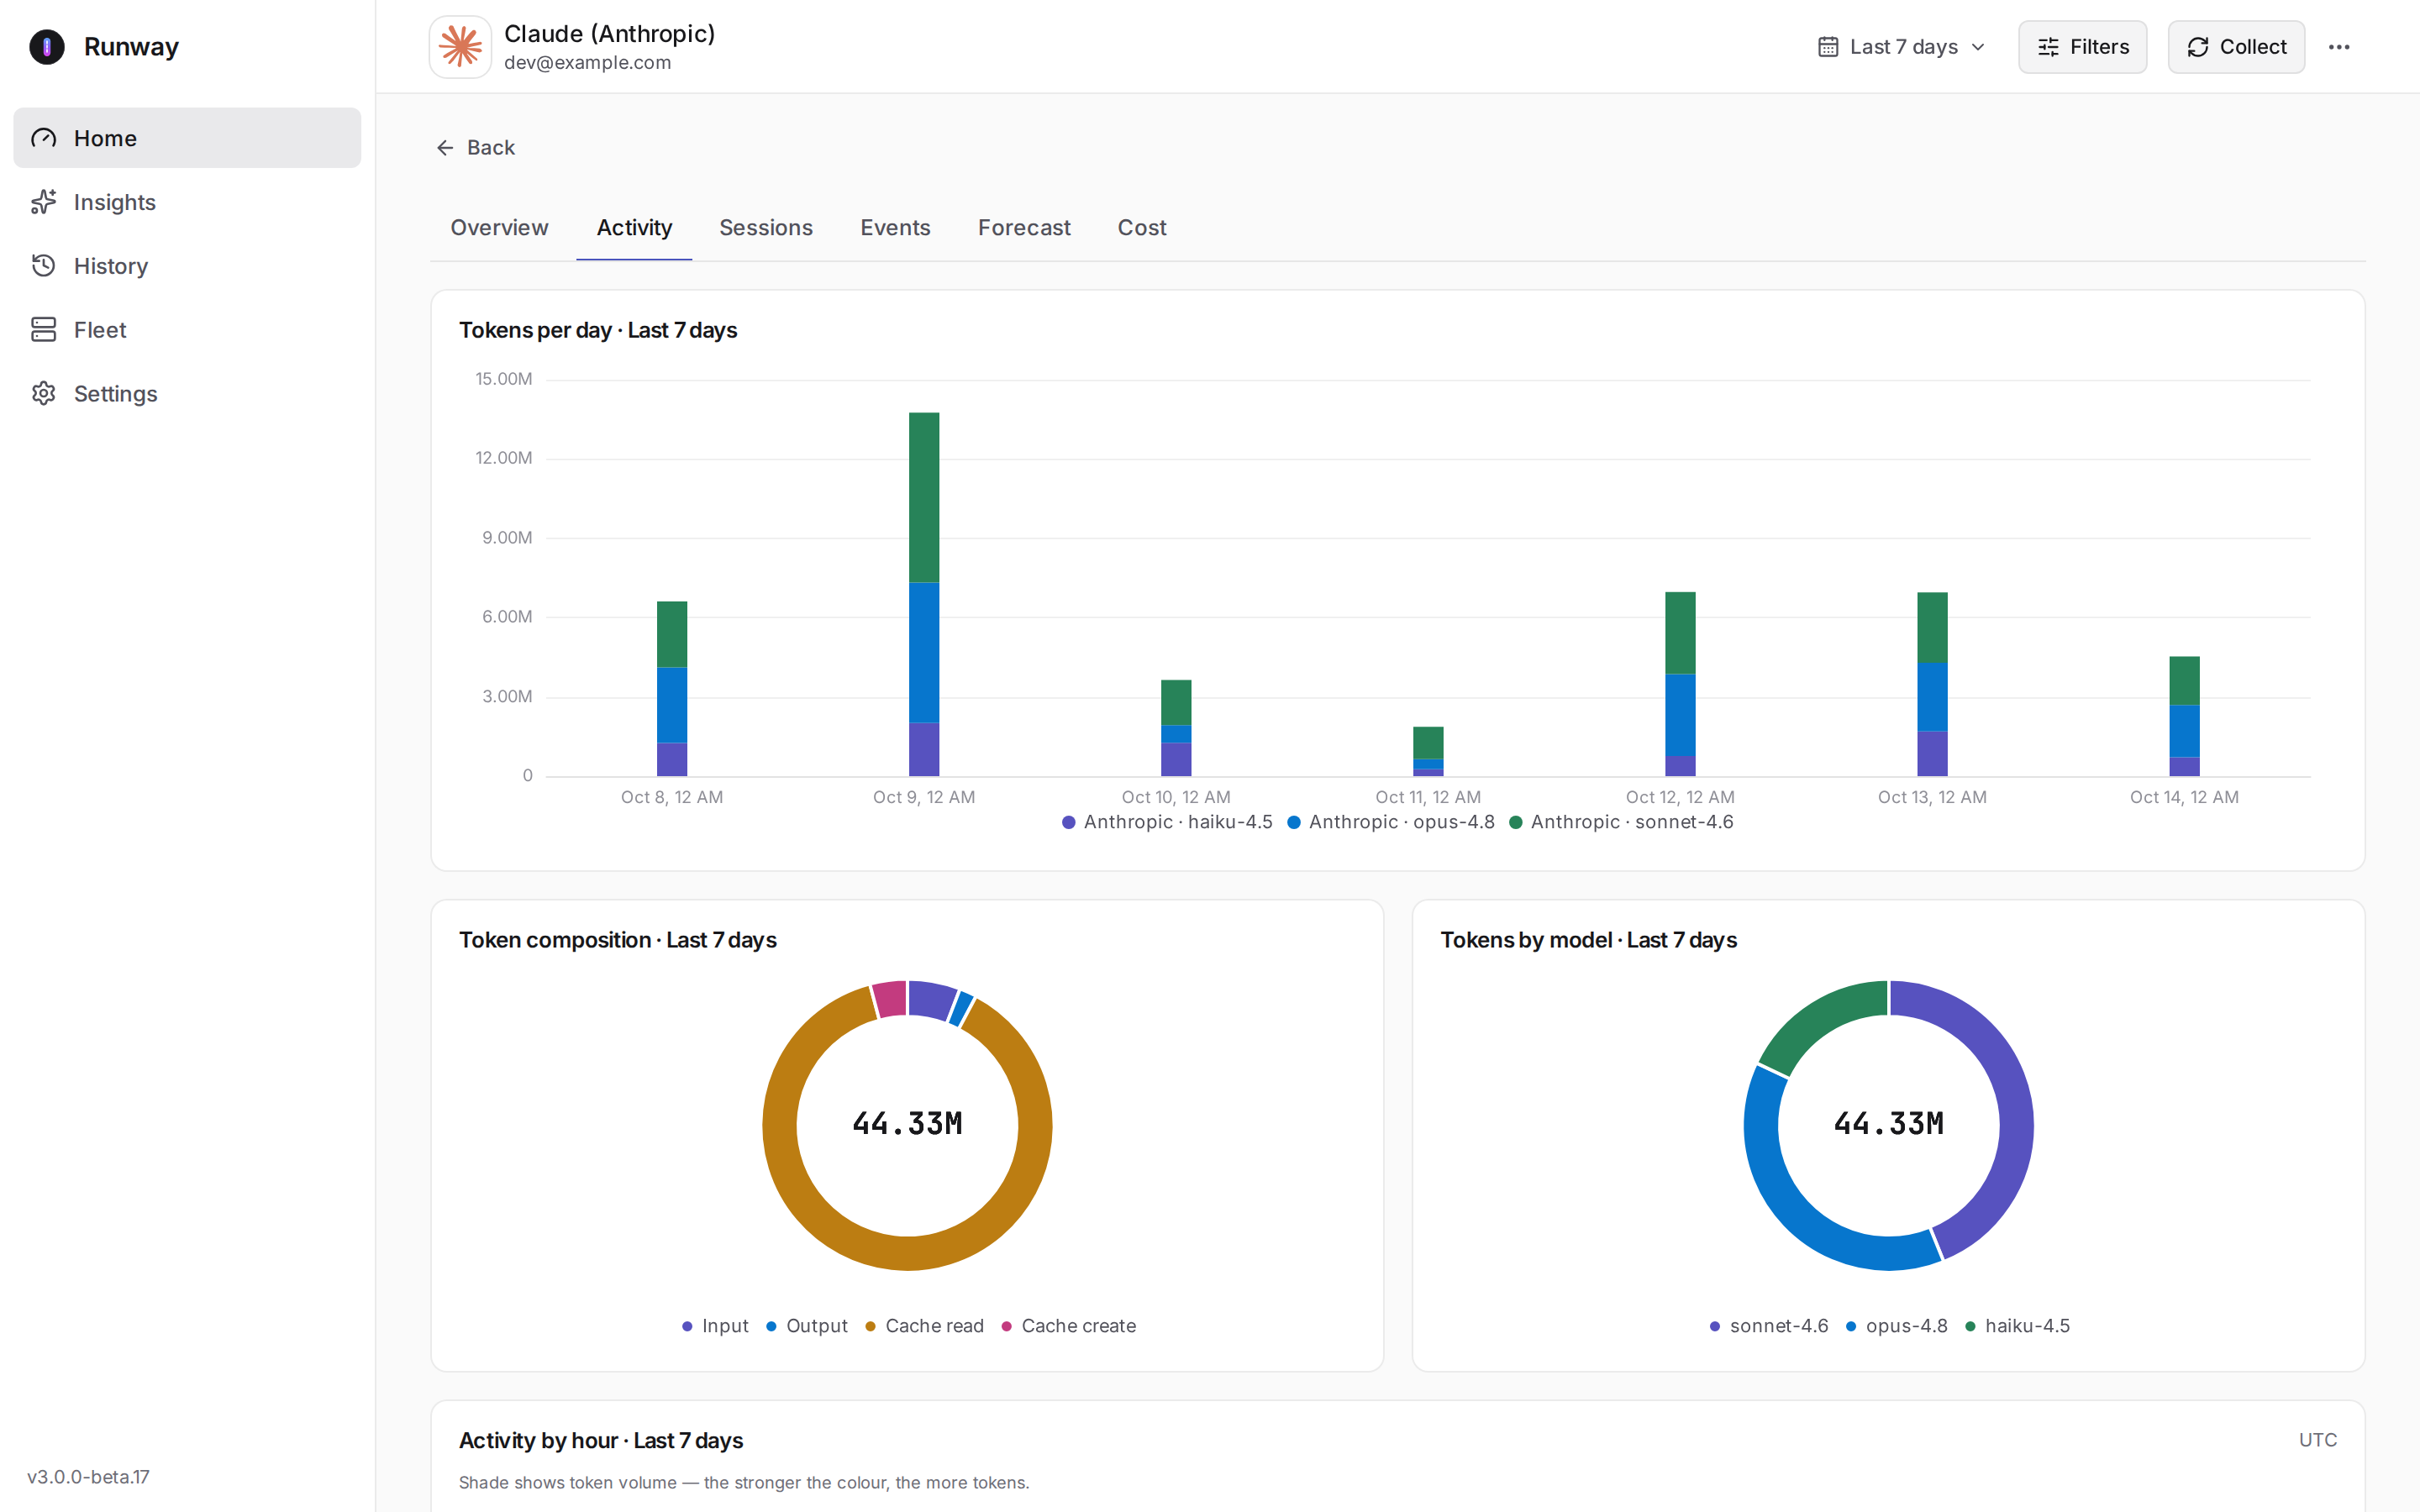 Runway
Home
Insights
History
Fleet
Settings
v3.0.0-beta.17
Claude (Anthropic)
dev@example.com
Last 7 days
Filters
Collect
Back
Overview
Activity
Sessions
Events
Forecast
Cost
Tokens per day · Last 7 days
15.00M
12.00M
9.00M
6.00M
3.00M
0
Oct 8, 12 AM
Oct 9, 12 AM
Oct 10, 12 AM
Oct 11, 12 AM
Oct 12, 12 AM
Oct 13, 12 AM
Oct 14, 12 AM
Anthropic · haiku-4.5
Anthropic · opus-4.8
Anthropic · sonnet-4.6
Token composition · Last 7 days
44.33M
Input
Output
Cache read
Cache create
Tokens by model · Last 7 days
44.33M
sonnet-4.6
opus-4.8
haiku-4.5
Activity by hour · Last 7 days
UTC
Shade shows token volume — the stronger the colour, the more tokens.